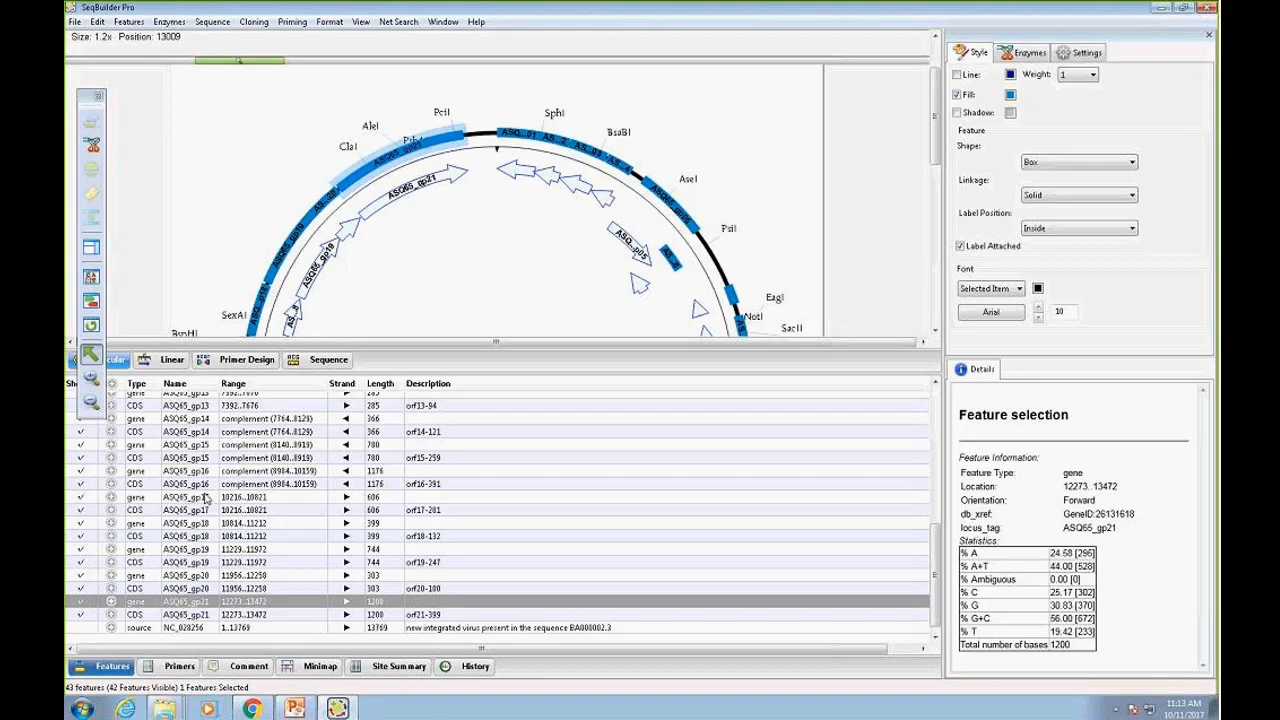 SeqBuilder Pro
File Edit Features Enzymes Sequence Cloning Priming Format View Net Search Window Help
Size: 1.2x Position: 13009
PciI
SphI
AleI
BsaBI
ClaI
AseI
PsiI
EagI
NotI
SacII
SexAI
BspHI
ASQ65_gp21
ASQ65_gp19
ASQ...p05
Linear Primer Design Sequence
Type Name Range Strand Length Description
CDS ASQ65_gp13 7392..7676 ► 285 orf13-94
gene ASQ65_gp14 complement (7764..8129) ◄ 366
CDS ASQ65_gp14 complement (7764..8129) ◄ 366 orf14-121
gene ASQ65_gp15 complement (8140..8919) ◄ 780
CDS ASQ65_gp15 complement (8140..8919) ◄ 780 orf15-259
gene ASQ65_gp16 complement (8984..10159) ◄ 1176
CDS ASQ65_gp16 complement (8984..10159) ◄ 1176 orf16-391
gene 10216..10821 ► 606
CDS ASQ65_gp17 10216..10821 ► 606 orf17-201
gene ASQ65_gp18 10814..11212 ► 399
CDS ASQ65_gp18 10814..11212 ► 399 orf18-132
gene ASQ65_gp19 11229..11972 ► 744
CDS ASQ65_gp19 11229..11972 ► 744 orf19-247
gene ASQ65_gp20 11956..12258 ► 303
CDS ASQ65_gp20 11956..12258 ► 303 orf20-100
gene ASQ65_gp21 12273..13472 ► 1200
CDS ASQ65_gp21 12273..13472 ► 1200 orf21-399
source NC_028256 1..13769 ► 13769 new integrated virus present in the sequence BA000002.3
Features Primers Comment Minimap Site Summary History
43 features (42 Features Visible) 1 Features Selected
Style Enzymes Settings
Line: Weight: 1
Fill:
Shadow:
Feature
Shape: Box
Linkage: Solid
Label Position: Inside
Label Attached
Font
Selected Item
Arial 10
Details
Feature selection
Feature Information:
Feature Type: gene
Location: 12273..13472
Orientation: Forward
db_xref: GeneID:26131618
locus_tag: ASQ65_gp21
Statistics:
% A 24.58 [295]
% A+T 44.00 [528]
% Ambiguous 0.00 [0]
% C 25.17 [302]
% G 30.83 [370]
% G+C 56.00 [672]
% T 19.42 [233]
Total number of bases 1200
11:13 AM
10/11/2017